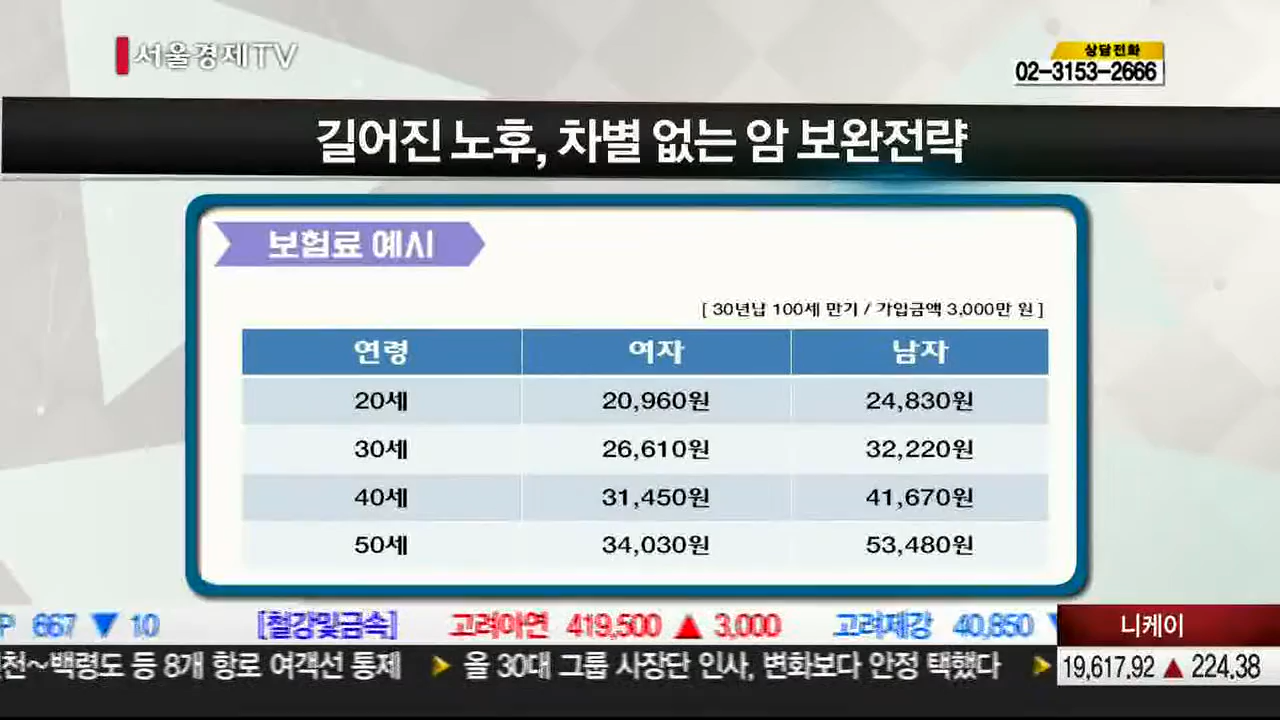 서울경제TV
상담전화
02-3153-2666
길어진 노후, 차별 없는 암 보완전략
보험료 예시
[ 30년납 100세 만기 / 가입금액 3,000만 원 ]
연령 여자 남자
20세 20,960원 24,830원
30세 26,610원 32,220원
40세 31,450원 41,670원
50세 34,030원 53,480원
P 667 ▼ 10 [철강및금속] 고려아연 419,500 ▲ 3,000 고려제강 40,850 ▼
니케이
천~백령도 등 8개 항로 여객선 통제 ▶ 올 30대 그룹 사장단 인사, 변화보다 안정 택했다 ▶
19,617.92 ▲ 224.38